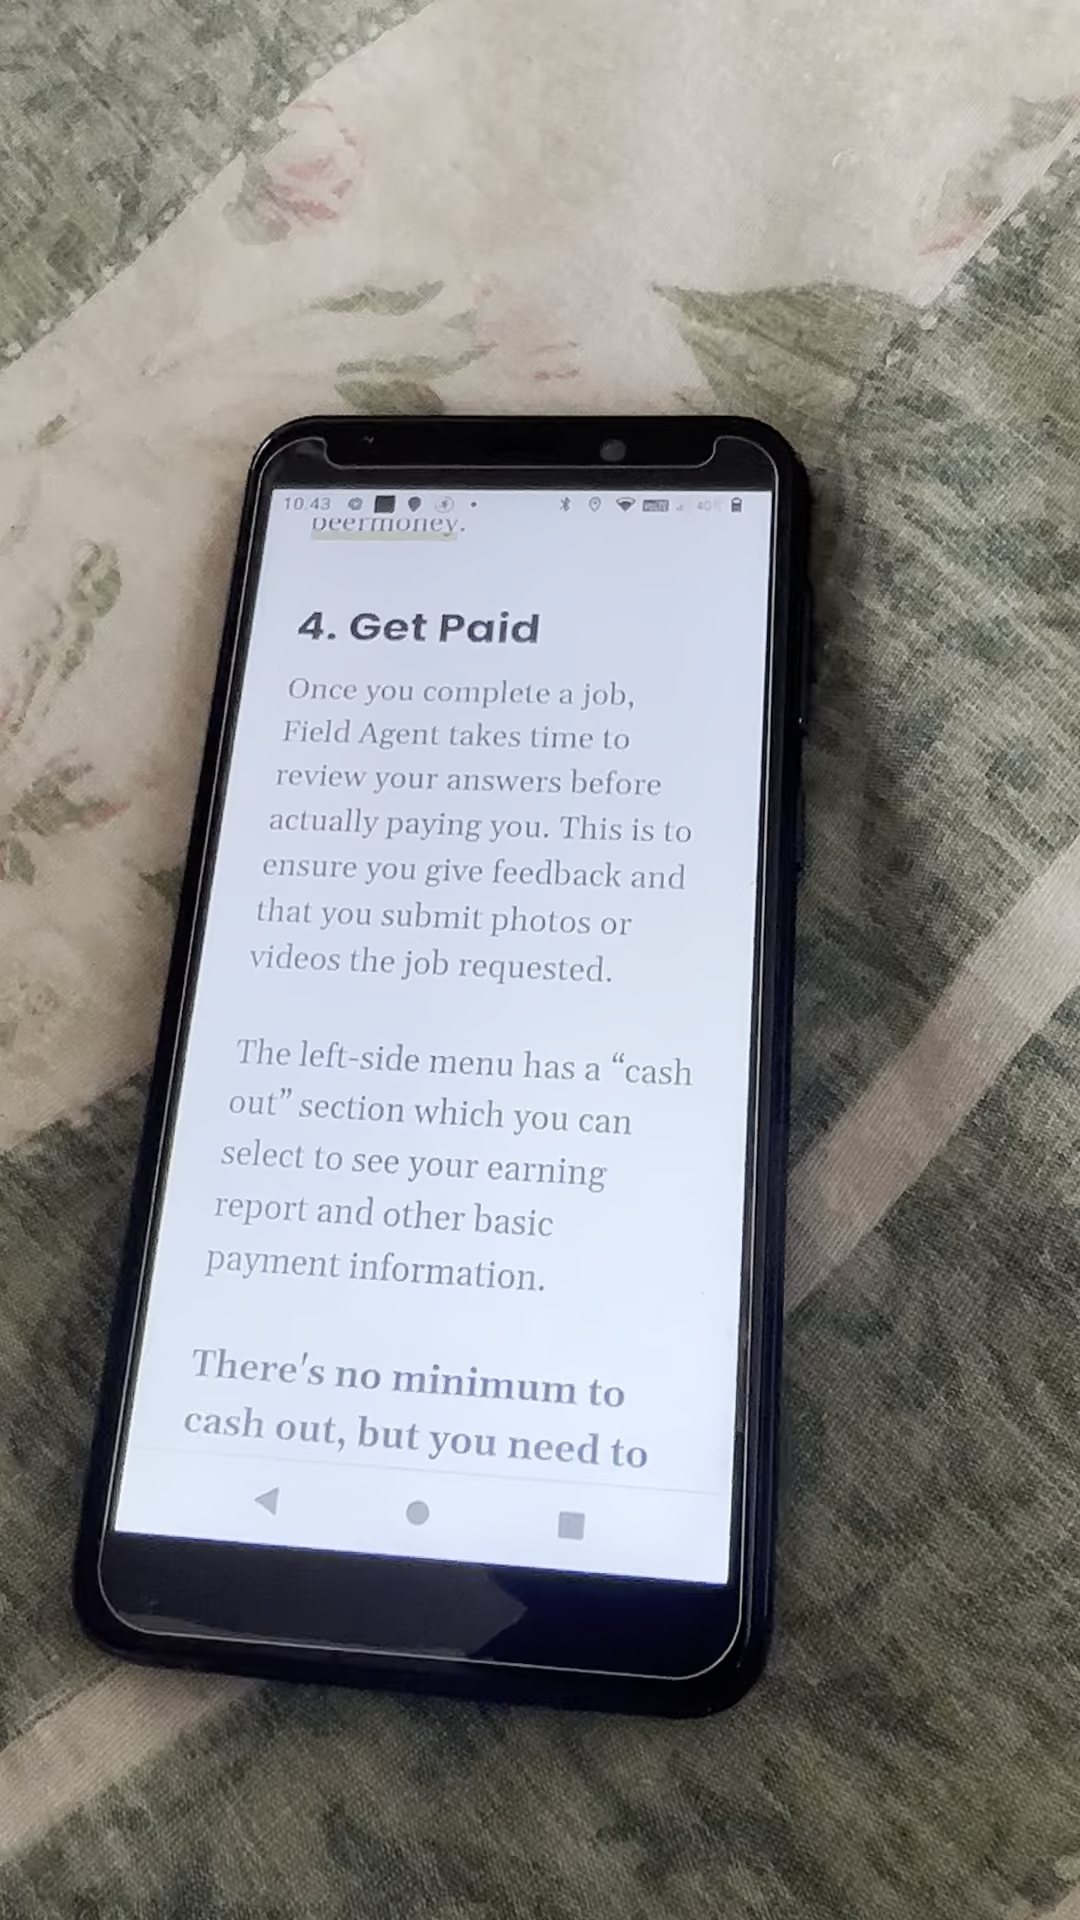 10.43
peermoney.
4. Get Paid
Once you complete a job,
Field Agent takes time to
review your answers before
actually paying you. This is to
ensure you give feedback and
that you submit photos or
videos the job requested.
The left-side menu has a “cash
out” section which you can
select to see your earning
report and other basic
payment information.
There's no minimum to
cash out, but you need to